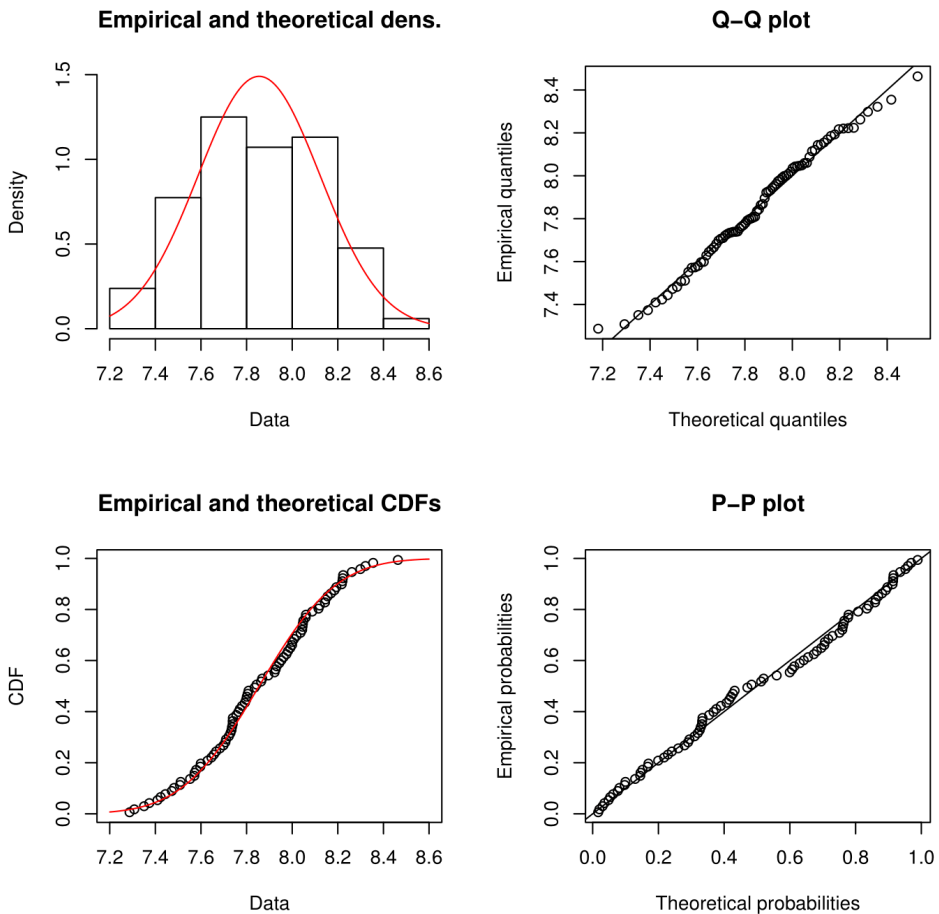 Empirical and theoretical dens.
Density
0.0 0.5 1.0 1.5
7.2 7.4 7.6 7.8 8.0 8.2 8.4 8.6
Data
Q−Q plot
Empirical quantiles
7.4 7.6 7.8 8.0 8.2 8.4
7.2 7.4 7.6 7.8 8.0 8.2 8.4
Theoretical quantiles
Empirical and theoretical CDFs
CDF
0.0 0.2 0.4 0.6 0.8 1.0
7.2 7.4 7.6 7.8 8.0 8.2 8.4 8.6
Data
P−P plot
Empirical probabilities
0.0 0.2 0.4 0.6 0.8 1.0
0.0 0.2 0.4 0.6 0.8 1.0
Theoretical probabilities